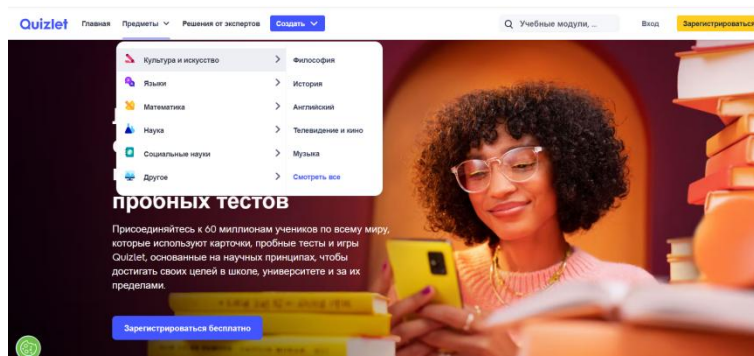 Quizlet Главная Предметы Решения от экспертов Создать Учебные модули, ... Вход Зарегистрироваться
Культура и искусство
Языки
Математика
Наука
Социальные науки
Другое
Философия
История
Английский
Телевидение и кино
Музыка
Смотреть все
пробных тестов
Присоединяйтесь к 60 миллионам учеников по всему миру,
которые используют карточки, пробные тесты и игры
Quizlet, основанные на научных принципах, чтобы
достигать своих целей в школе, университете и за их
пределами.
Зарегистрироваться бесплатно